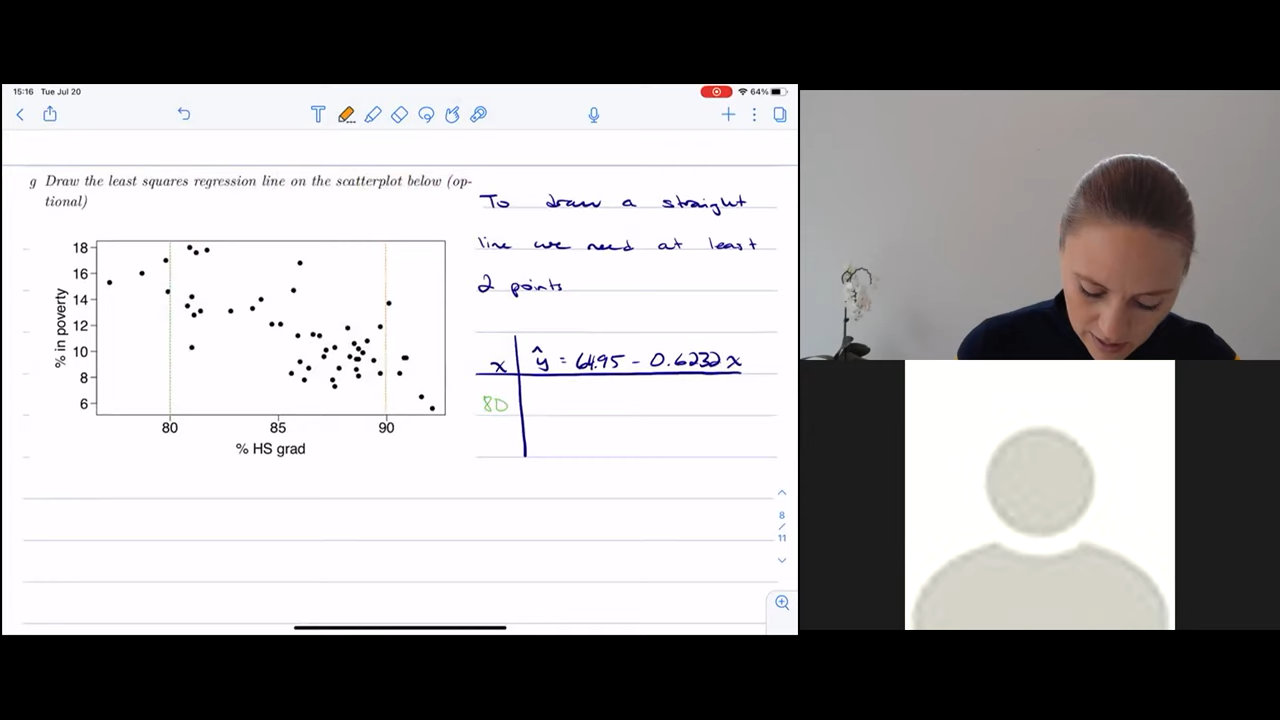 15:16 Tue Jul 20
64%
T
g Draw the least squares regression line on the scatterplot below (op-
tional)
To draw a straight
line we need at least
2 points
18
16
14
12
10
8
6
% in poverty
80 85 90
% HS grad
x ŷ = 64.95 - 0.6232x
80
8
/
11